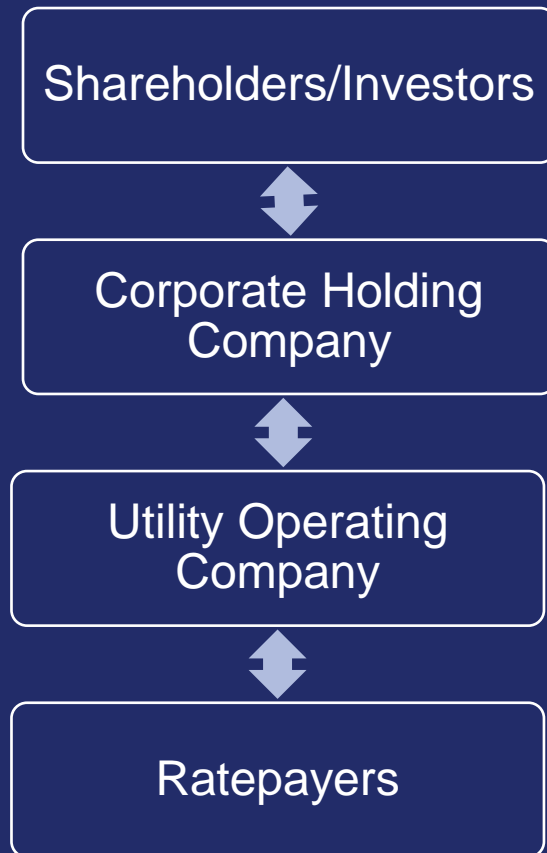 Shareholders/Investors
Corporate Holding
Company
Utility Operating
Company
Ratepayers